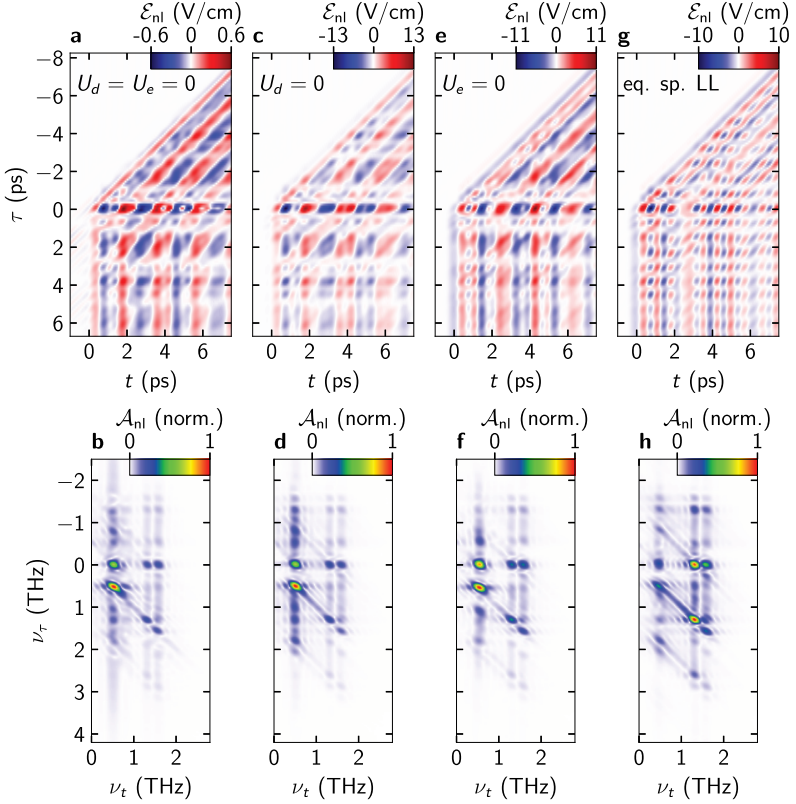 ℰnl (V/cm) ℰnl (V/cm) ℰnl (V/cm) ℰnl (V/cm)
a -0.6 0 0.6 c -13 0 13 e -11 0 11 g -10 0 10
Ud = Ue = 0 Ud = 0 Ue = 0 eq. sp. LL
−8
−6
−4
−2
0
2
4
6
τ (ps)
0 2 4 6 0 2 4 6 0 2 4 6 0 2 4 6
t (ps) t (ps) t (ps) t (ps)
𝒜nl (norm.) 𝒜nl (norm.) 𝒜nl (norm.) 𝒜nl (norm.)
b 0 1 d 0 1 f 0 1 h 0 1
−2
−1
0
1
2
3
4
ντ (THz)
0 1 2 0 1 2 0 1 2 0 1 2
νt (THz) νt (THz) νt (THz) νt (THz)